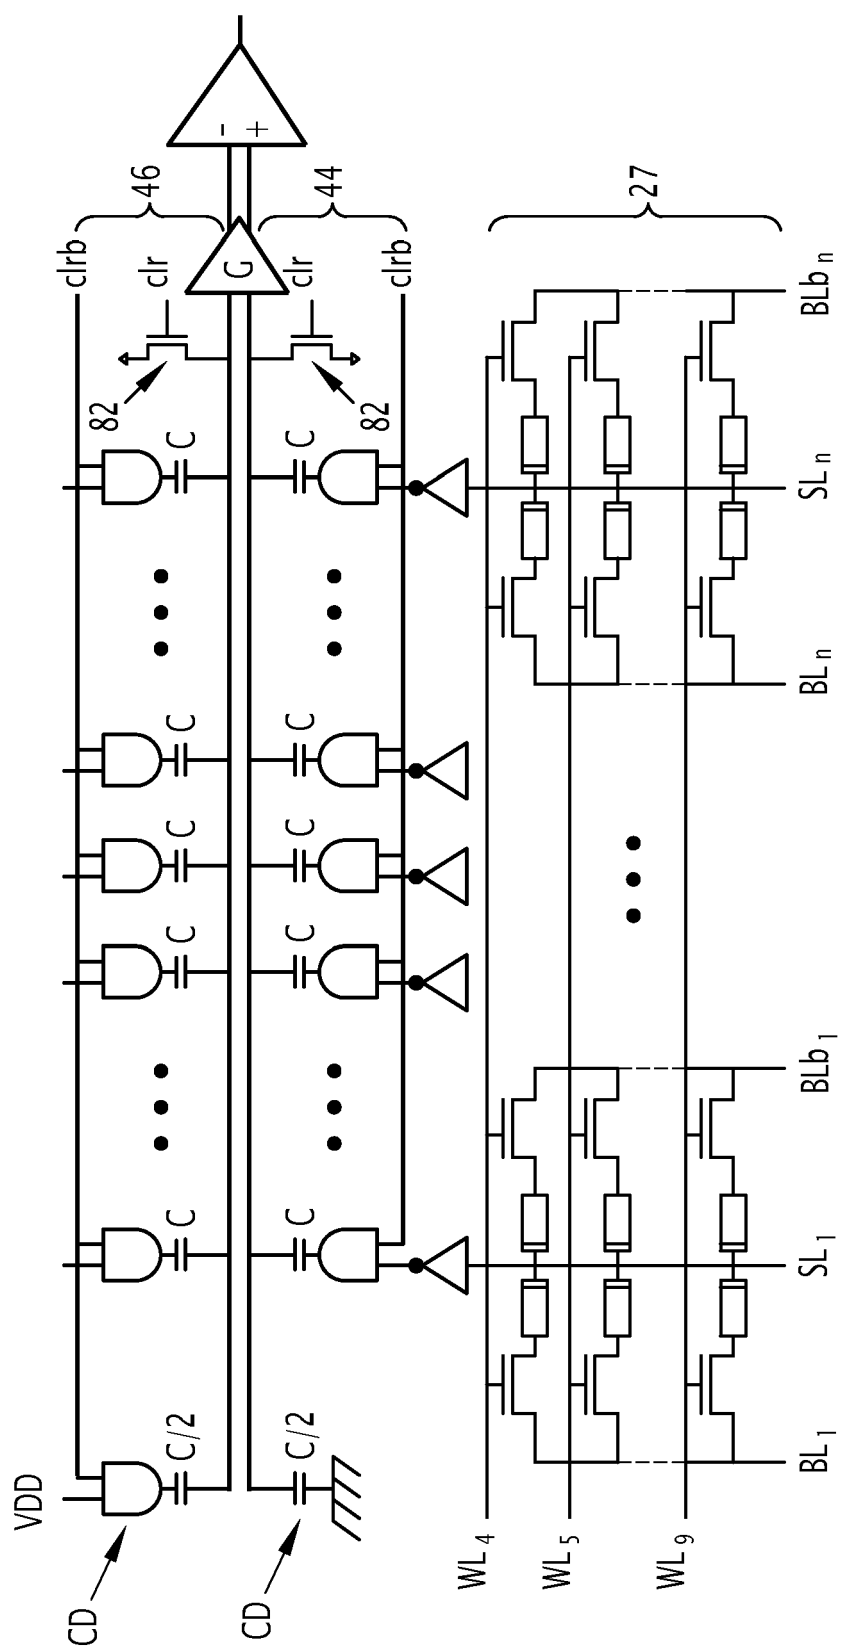 VDD
CD
C/2
C
C
C
C
C
82
clrb
clr
46
G
-
+
CD
C/2
C
C
C
C
C
82
clr
clrb
44
WL4
WL5
WL9
27
BL1
SL1
BLb1
BLn
SLn
BLbn